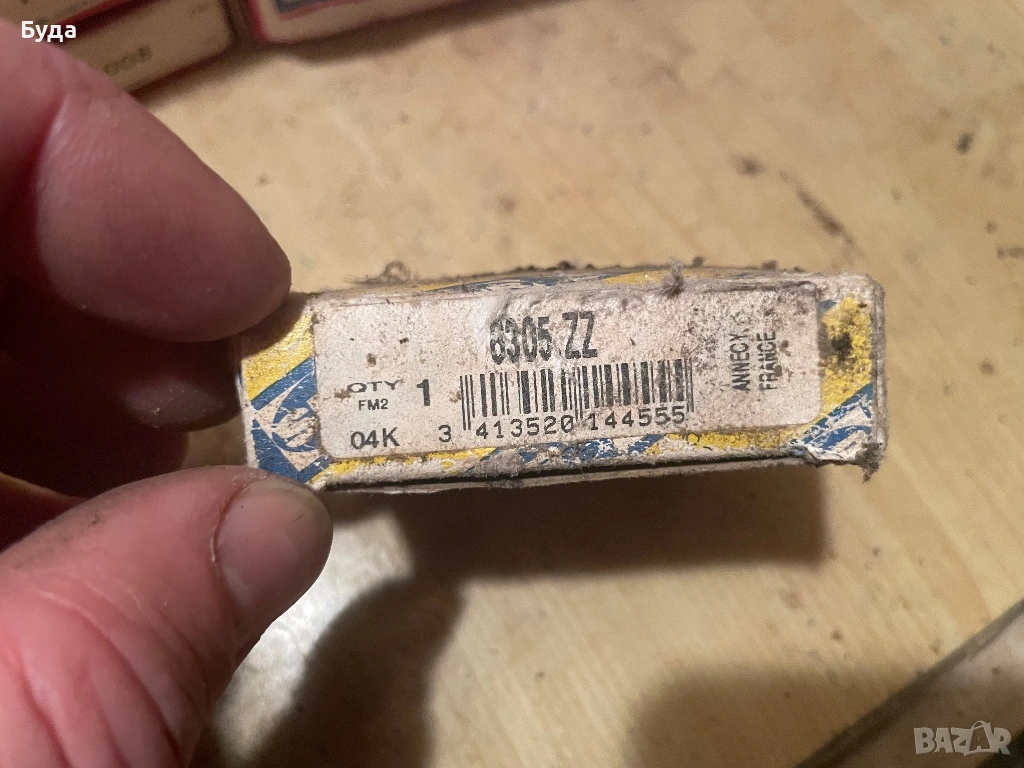 Буда
6305 ZZ
QTY 1
FM2
04K
3 413520 144555
ANNECY
FRANCE
BAZAR